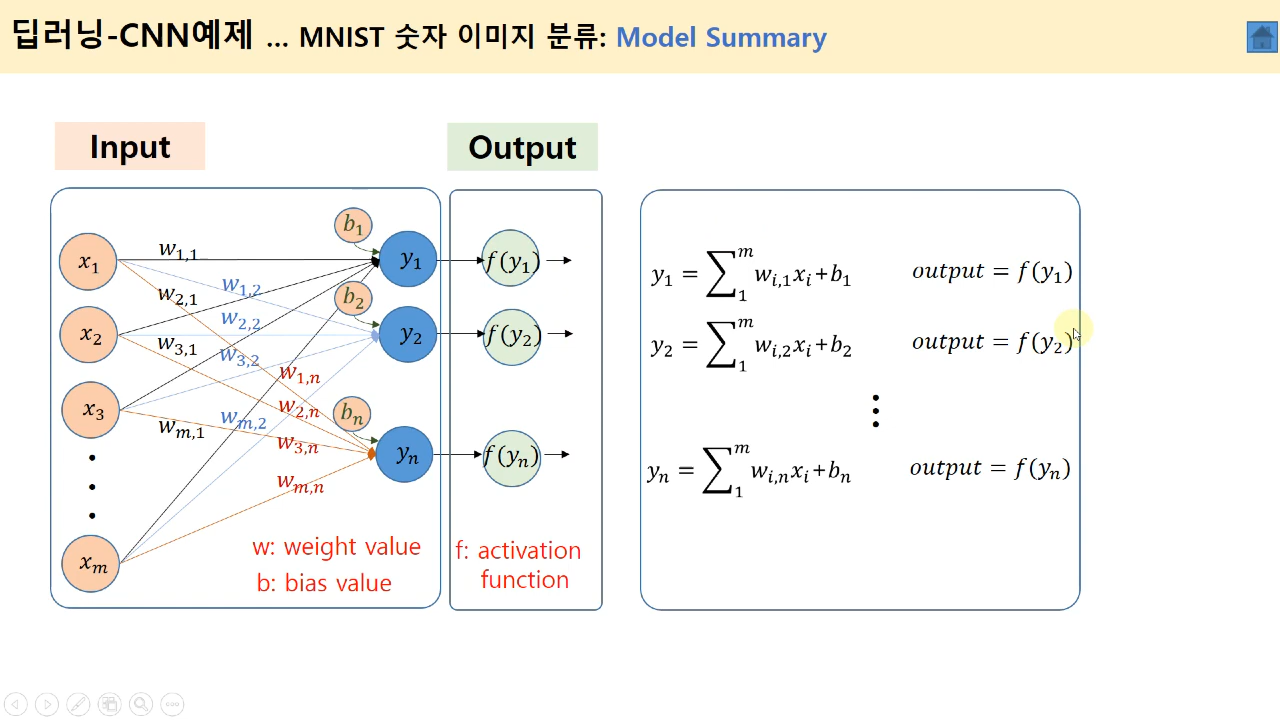 딥러닝-CNN예제 ... MNIST 숫자 이미지 분류: Model Summary
Input
Output
x₁
x₂
x₃
xₘ
w₁,₁
w₂,₁
w₃,₁
wₘ,₁
w₁,₂
w₂,₂
w₃,₂
wₘ,₂
w₁,ₙ
w₂,ₙ
w₃,ₙ
wₘ,ₙ
b₁
b₂
bₙ
y₁
y₂
yₙ
f(y₁)
f(y₂)
f(yₙ)
w: weight value
b: bias value
f: activation
function
y₁ = ∑₁ᵐ wᵢ,₁xᵢ+b₁ output = f(y₁)
y₂ = ∑₁ᵐ wᵢ,₂xᵢ+b₂ output = f(y₂)
yₙ = ∑₁ᵐ wᵢ,ₙxᵢ+bₙ output = f(yₙ)